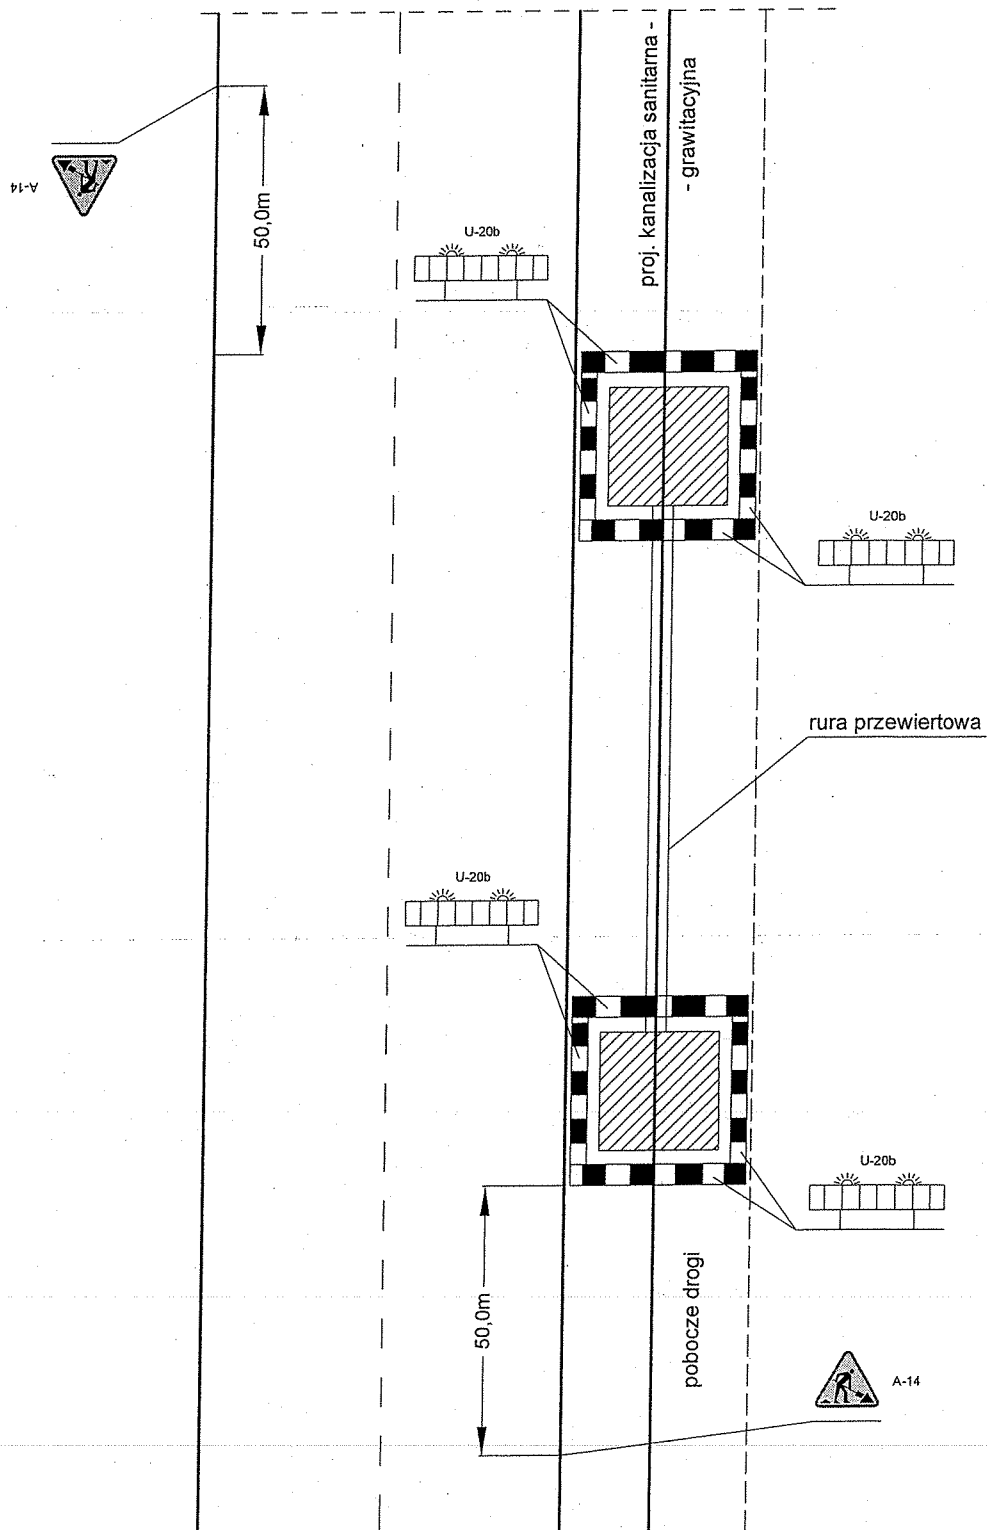 proj. kanalizacja sanitarna -
- grawitacyjna
A-14
50,0m
U-20b
U-20b
rura przewiertowa
U-20b
U-20b
50,0m
pobocze drogi
A-14